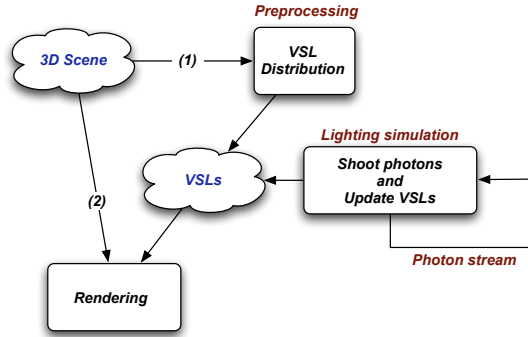 Preprocessing
3D Scene
(1)
VSL
Distribution
Lighting simulation
VSLs
Shoot photons
and
Update VSLs
(2)
Photon stream
Rendering